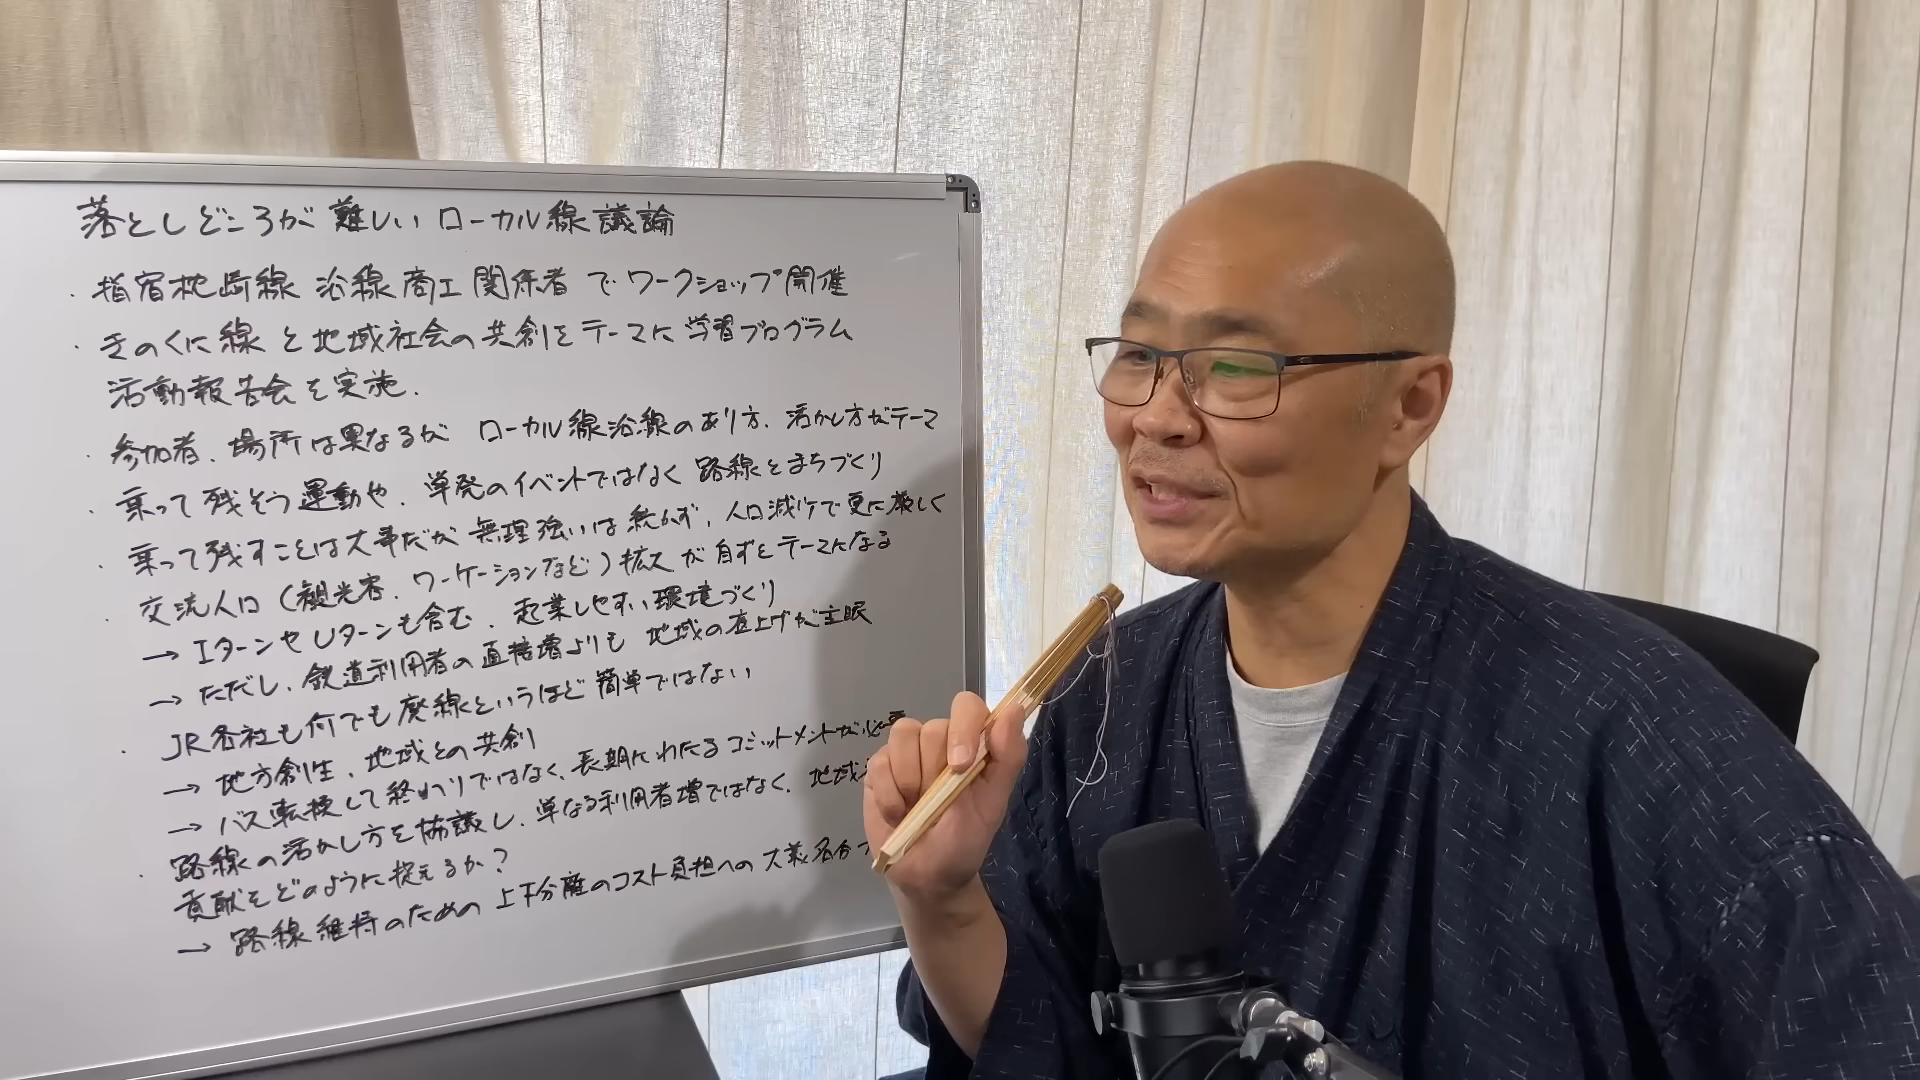 落としどころが難しいローカル線議論
・指宿枕崎線 沿線商工関係者でワークショップ開催
・きのくに線と地域社会の共創をテーマに学習プログラム
活動報告会を実施.
・参加者、場所は異なるがローカル線沿線のあり方、活かし方がテーマ
・乗って残そう運動や、単発のイベントではなく路線とまちづくり
・乗って残すことは大事だが無理強いは続かず、人口減少で更に厳しく
・交流人口(観光客、ワーケーションなど)拡大が自ずとテーマになる
→ IターンやUターンも含む、起業しやすい環境づくり
→ ただし、鉄道利用者の直接増よりも地域の底上げが主眼
・JR各社も何でも廃線というほど簡単ではない
→ 地方創生、地域との共創
→ バス転換して終わりではなく、長期にわたるコミットメントが必要
・路線の活かし方を協議し、単なる利用者増ではなく、地域
貢献をどのように捉えるか?
→ 路線維持のための上下分離のコスト負担への大義名分